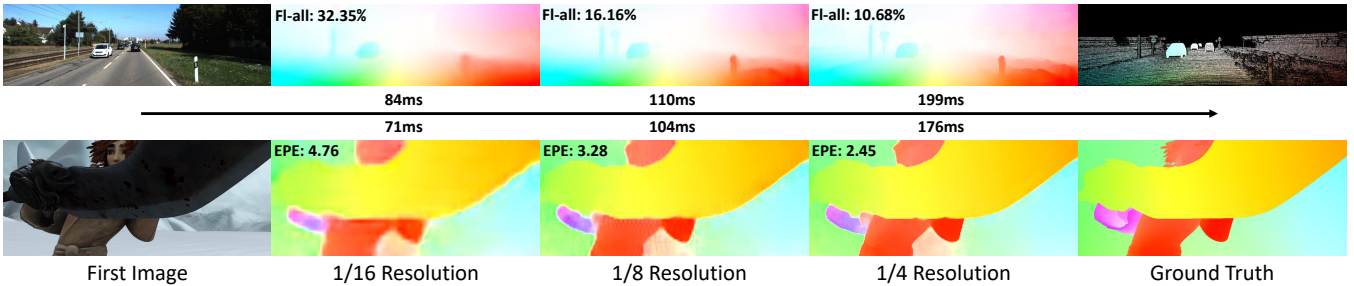 Fl-all: 32.35% Fl-all: 16.16% Fl-all: 10.68%
84ms 110ms 199ms
71ms 104ms 176ms
EPE: 4.76 EPE: 3.28 EPE: 2.45
First Image 1/16 Resolution 1/8 Resolution 1/4 Resolution Ground Truth